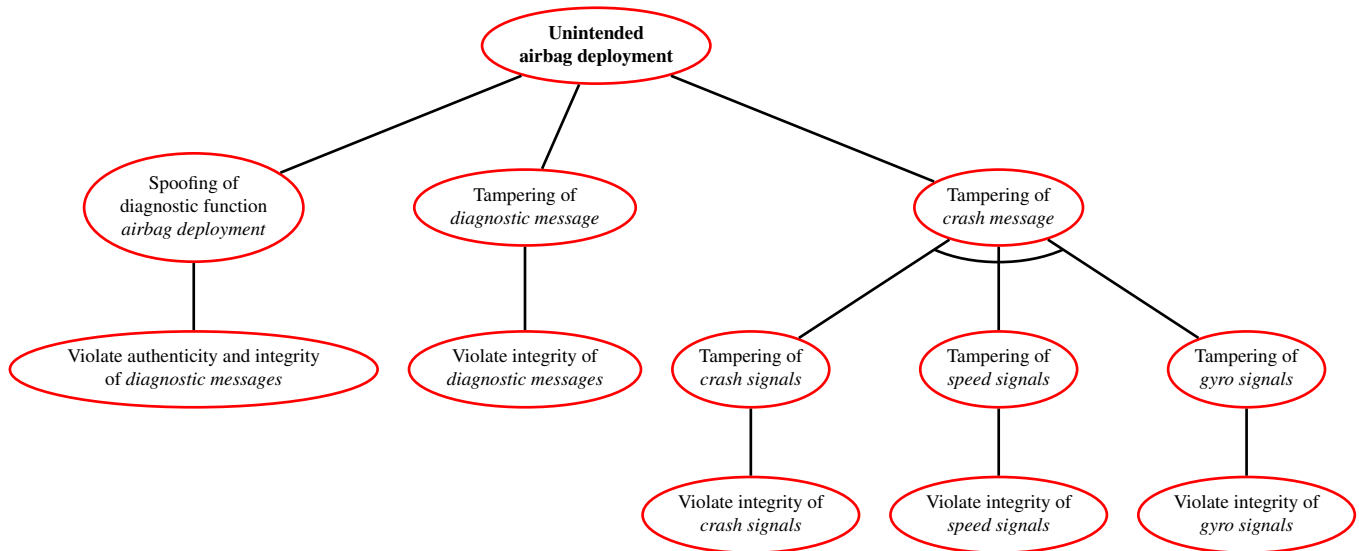 Unintended
airbag deployment
Spoofing of
diagnostic function
airbag deployment
Tampering of
diagnostic message
Tampering of
crash message
Violate authenticity and integrity
of diagnostic messages
Violate integrity of
diagnostic messages
Tampering of
crash signals
Tampering of
speed signals
Tampering of
gyro signals
Violate integrity of
crash signals
Violate integrity of
speed signals
Violate integrity of
gyro signals